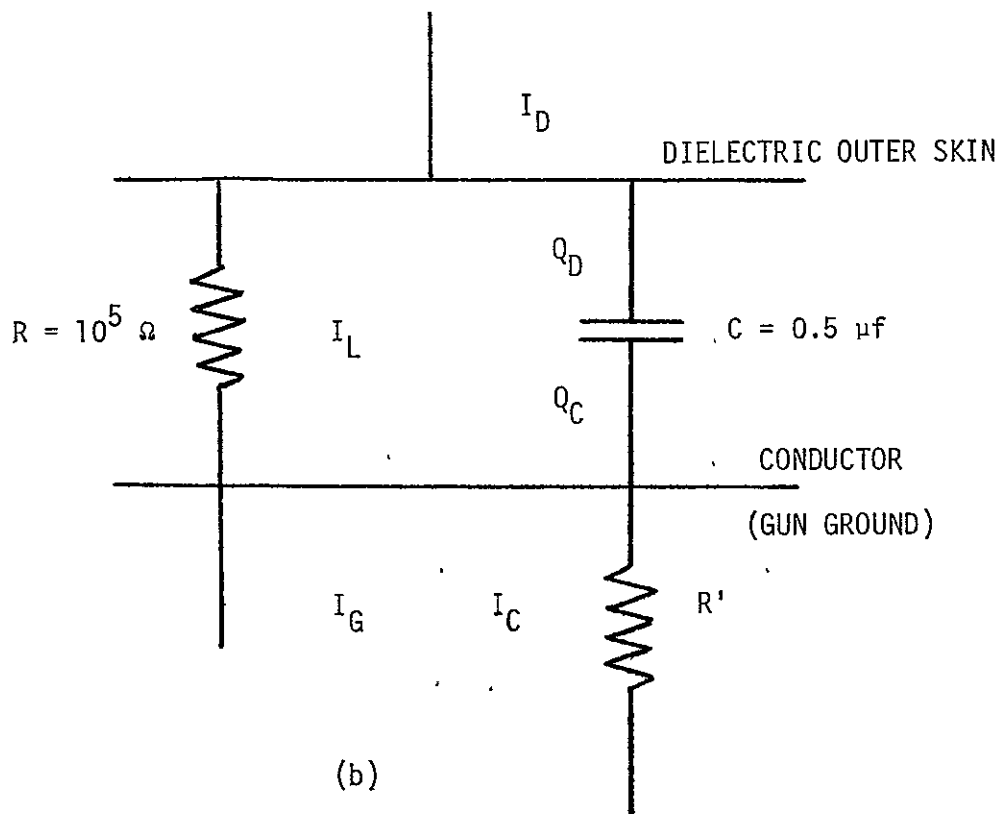 I_D
DIELECTRIC OUTER SKIN
Q_D
R = 10^5 Ω
I_L
C = 0.5 μf
Q_C
CONDUCTOR
(GUN GROUND)
I_G
I_C
R'
(b)